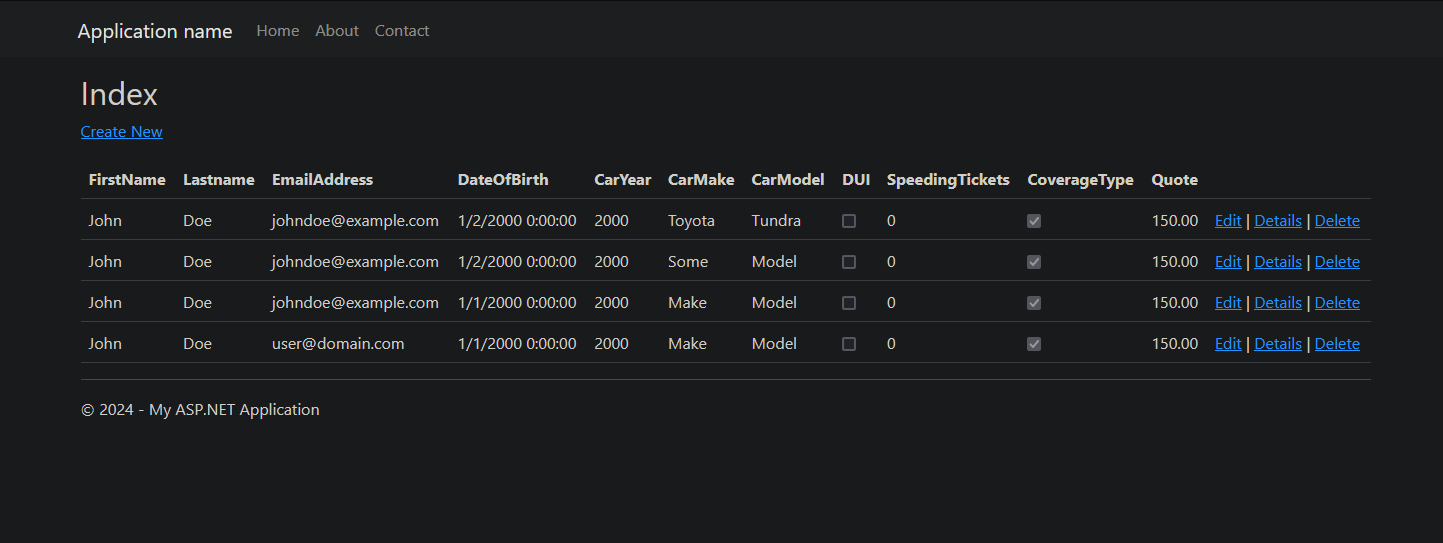 Application name Home About Contact
Index
Create New
FirstName Lastname EmailAddress DateOfBirth CarYear CarMake CarModel DUI SpeedingTickets CoverageType Quote
John Doe johndoe@example.com 1/2/2000 0:00:00 2000 Toyota Tundra 0 150.00 Edit | Details | Delete
John Doe johndoe@example.com 1/2/2000 0:00:00 2000 Some Model 0 150.00 Edit | Details | Delete
John Doe johndoe@example.com 1/1/2000 0:00:00 2000 Make Model 0 150.00 Edit | Details | Delete
John Doe user@domain.com 1/1/2000 0:00:00 2000 Make Model 0 150.00 Edit | Details | Delete
© 2024 - My ASP.NET Application